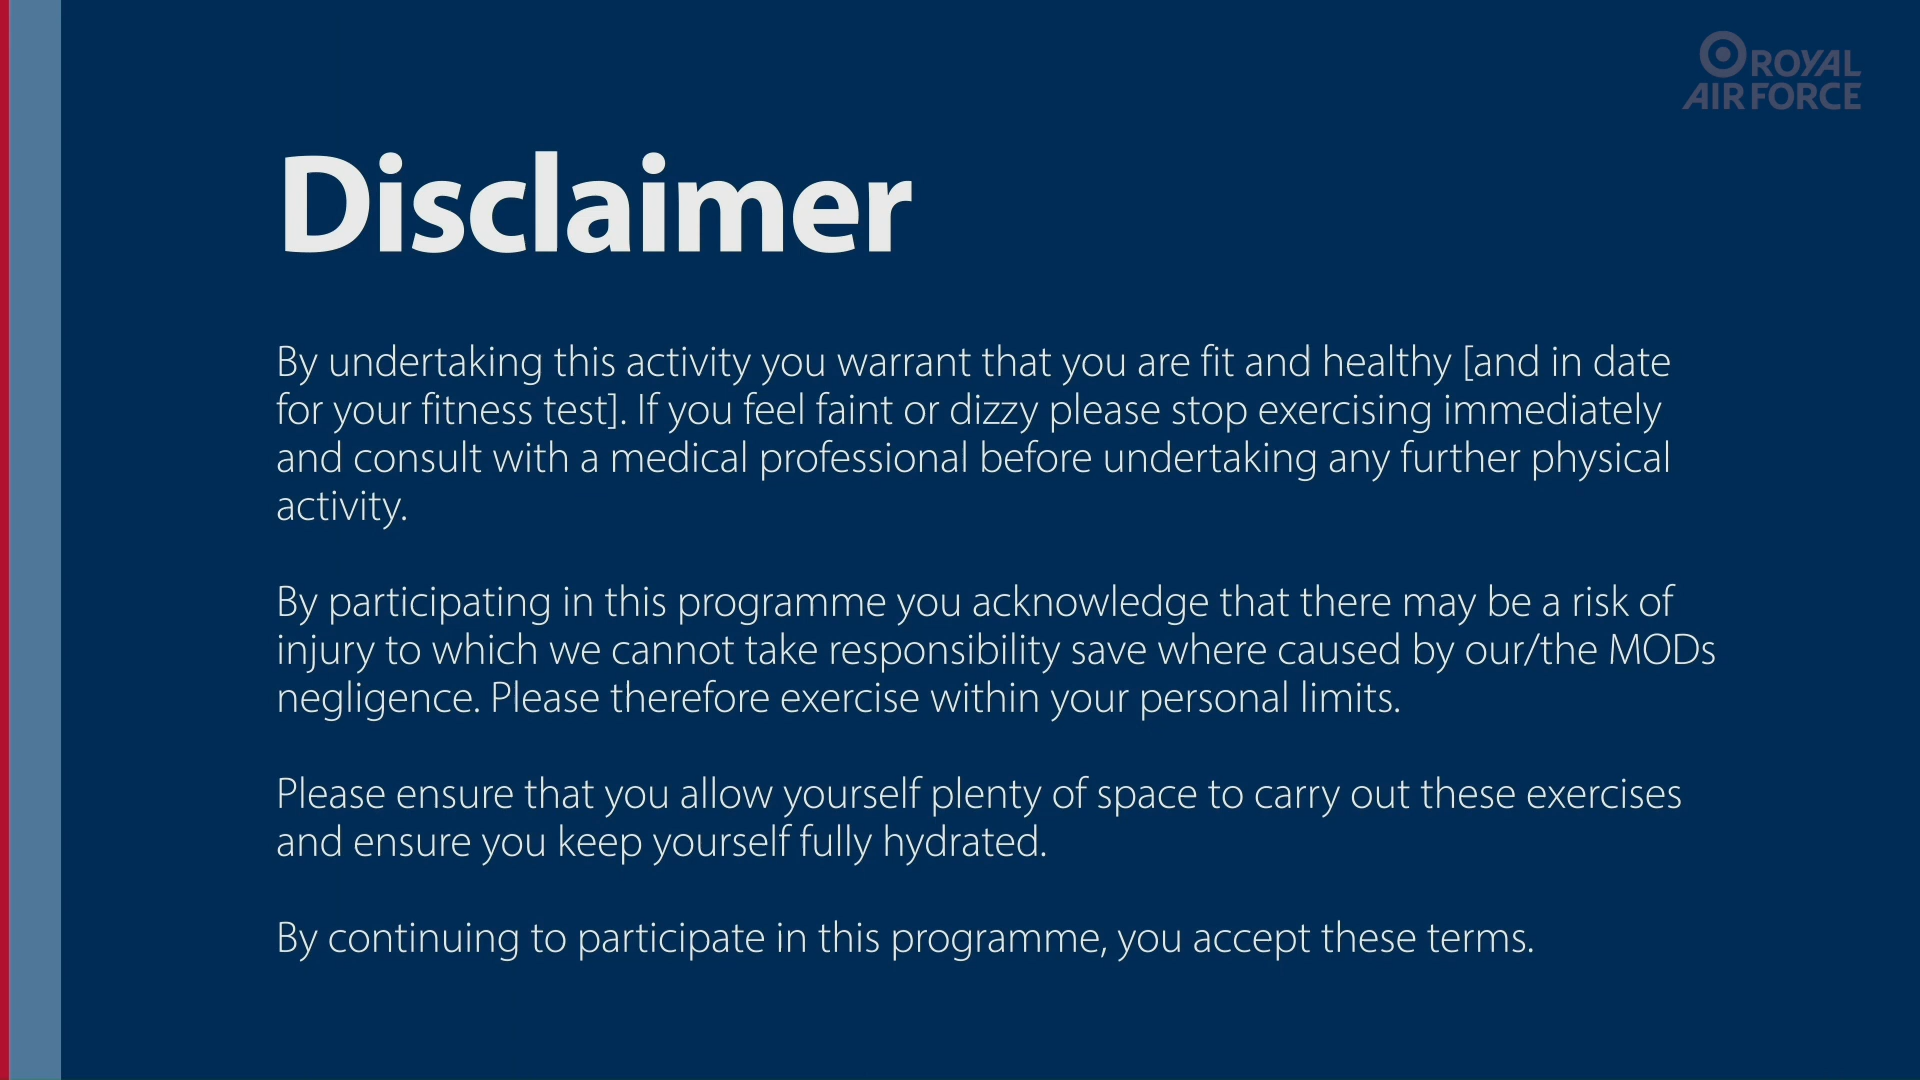 ROYAL
AIR FORCE
Disclaimer
By undertaking this activity you warrant that you are fit and healthy [and in date
for your fitness test]. If you feel faint or dizzy please stop exercising immediately
and consult with a medical professional before undertaking any further physical
activity.
By participating in this programme you acknowledge that there may be a risk of
injury to which we cannot take responsibility save where caused by our/the MODs
negligence. Please therefore exercise within your personal limits.
Please ensure that you allow yourself plenty of space to carry out these exercises
and ensure you keep yourself fully hydrated.
By continuing to participate in this programme, you accept these terms.